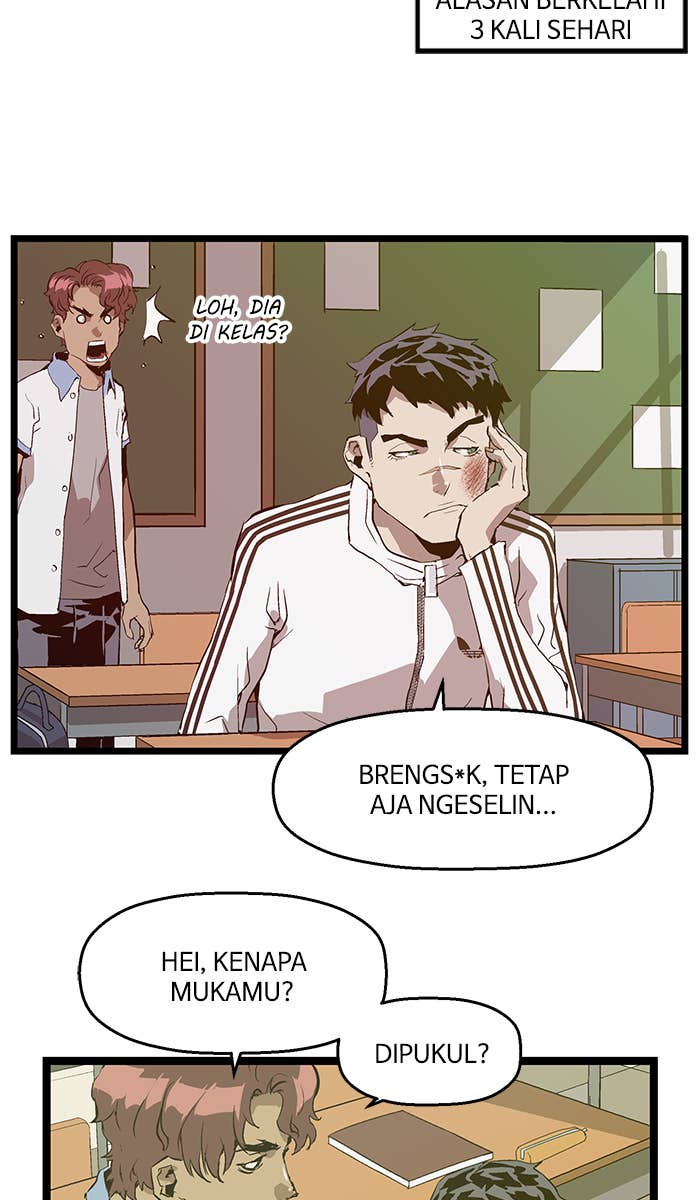 ALASAN BERKELAHI
3 KALI SEHARI
LOH, DIA
DI KELAS?
BRENGS*K, TETAP
AJA NGESELIN...
HEI, KENAPA
MUKAMU?
DIPUKUL?